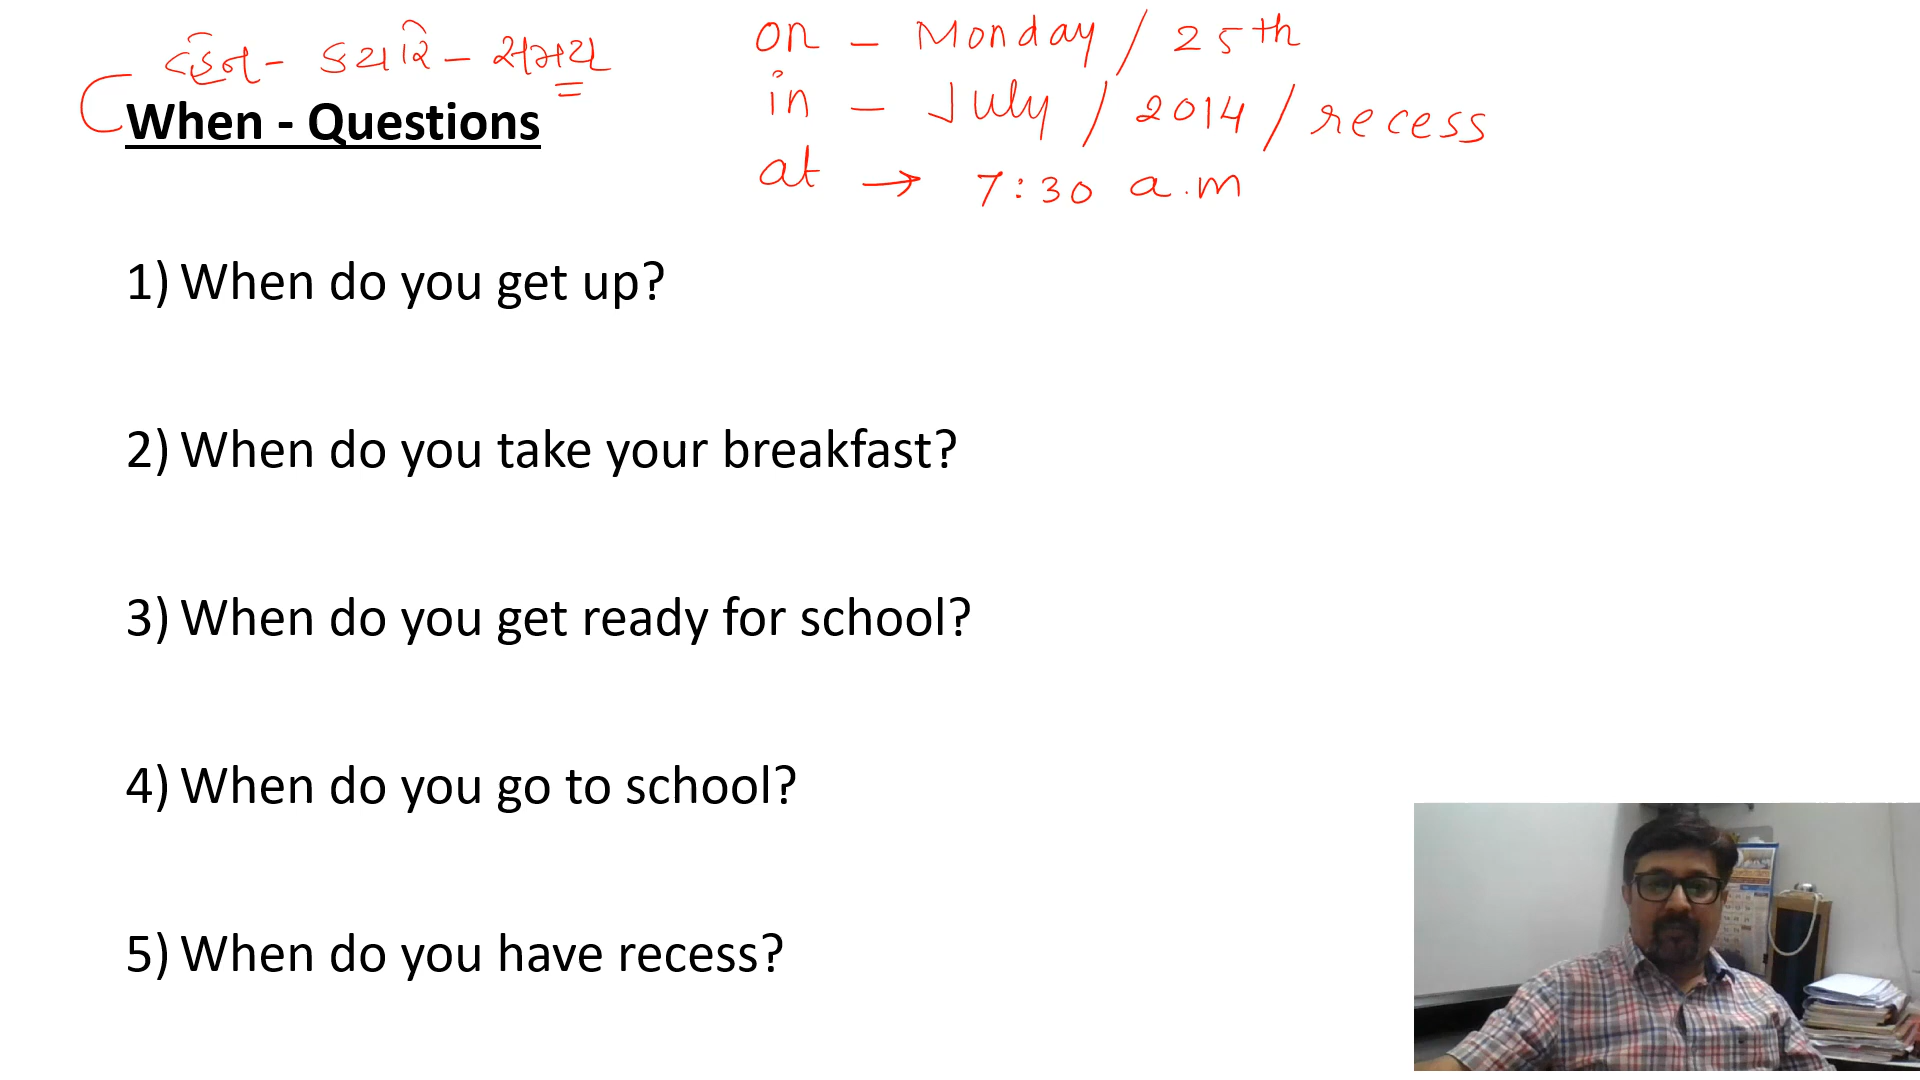 વ્હેન - કયારે - સમય
When - Questions
on - Monday / 25th
in - July / 2014 / recess
at → 7:30 a.m
1) When do you get up?
2) When do you take your breakfast?
3) When do you get ready for school?
4) When do you go to school?
5) When do you have recess?